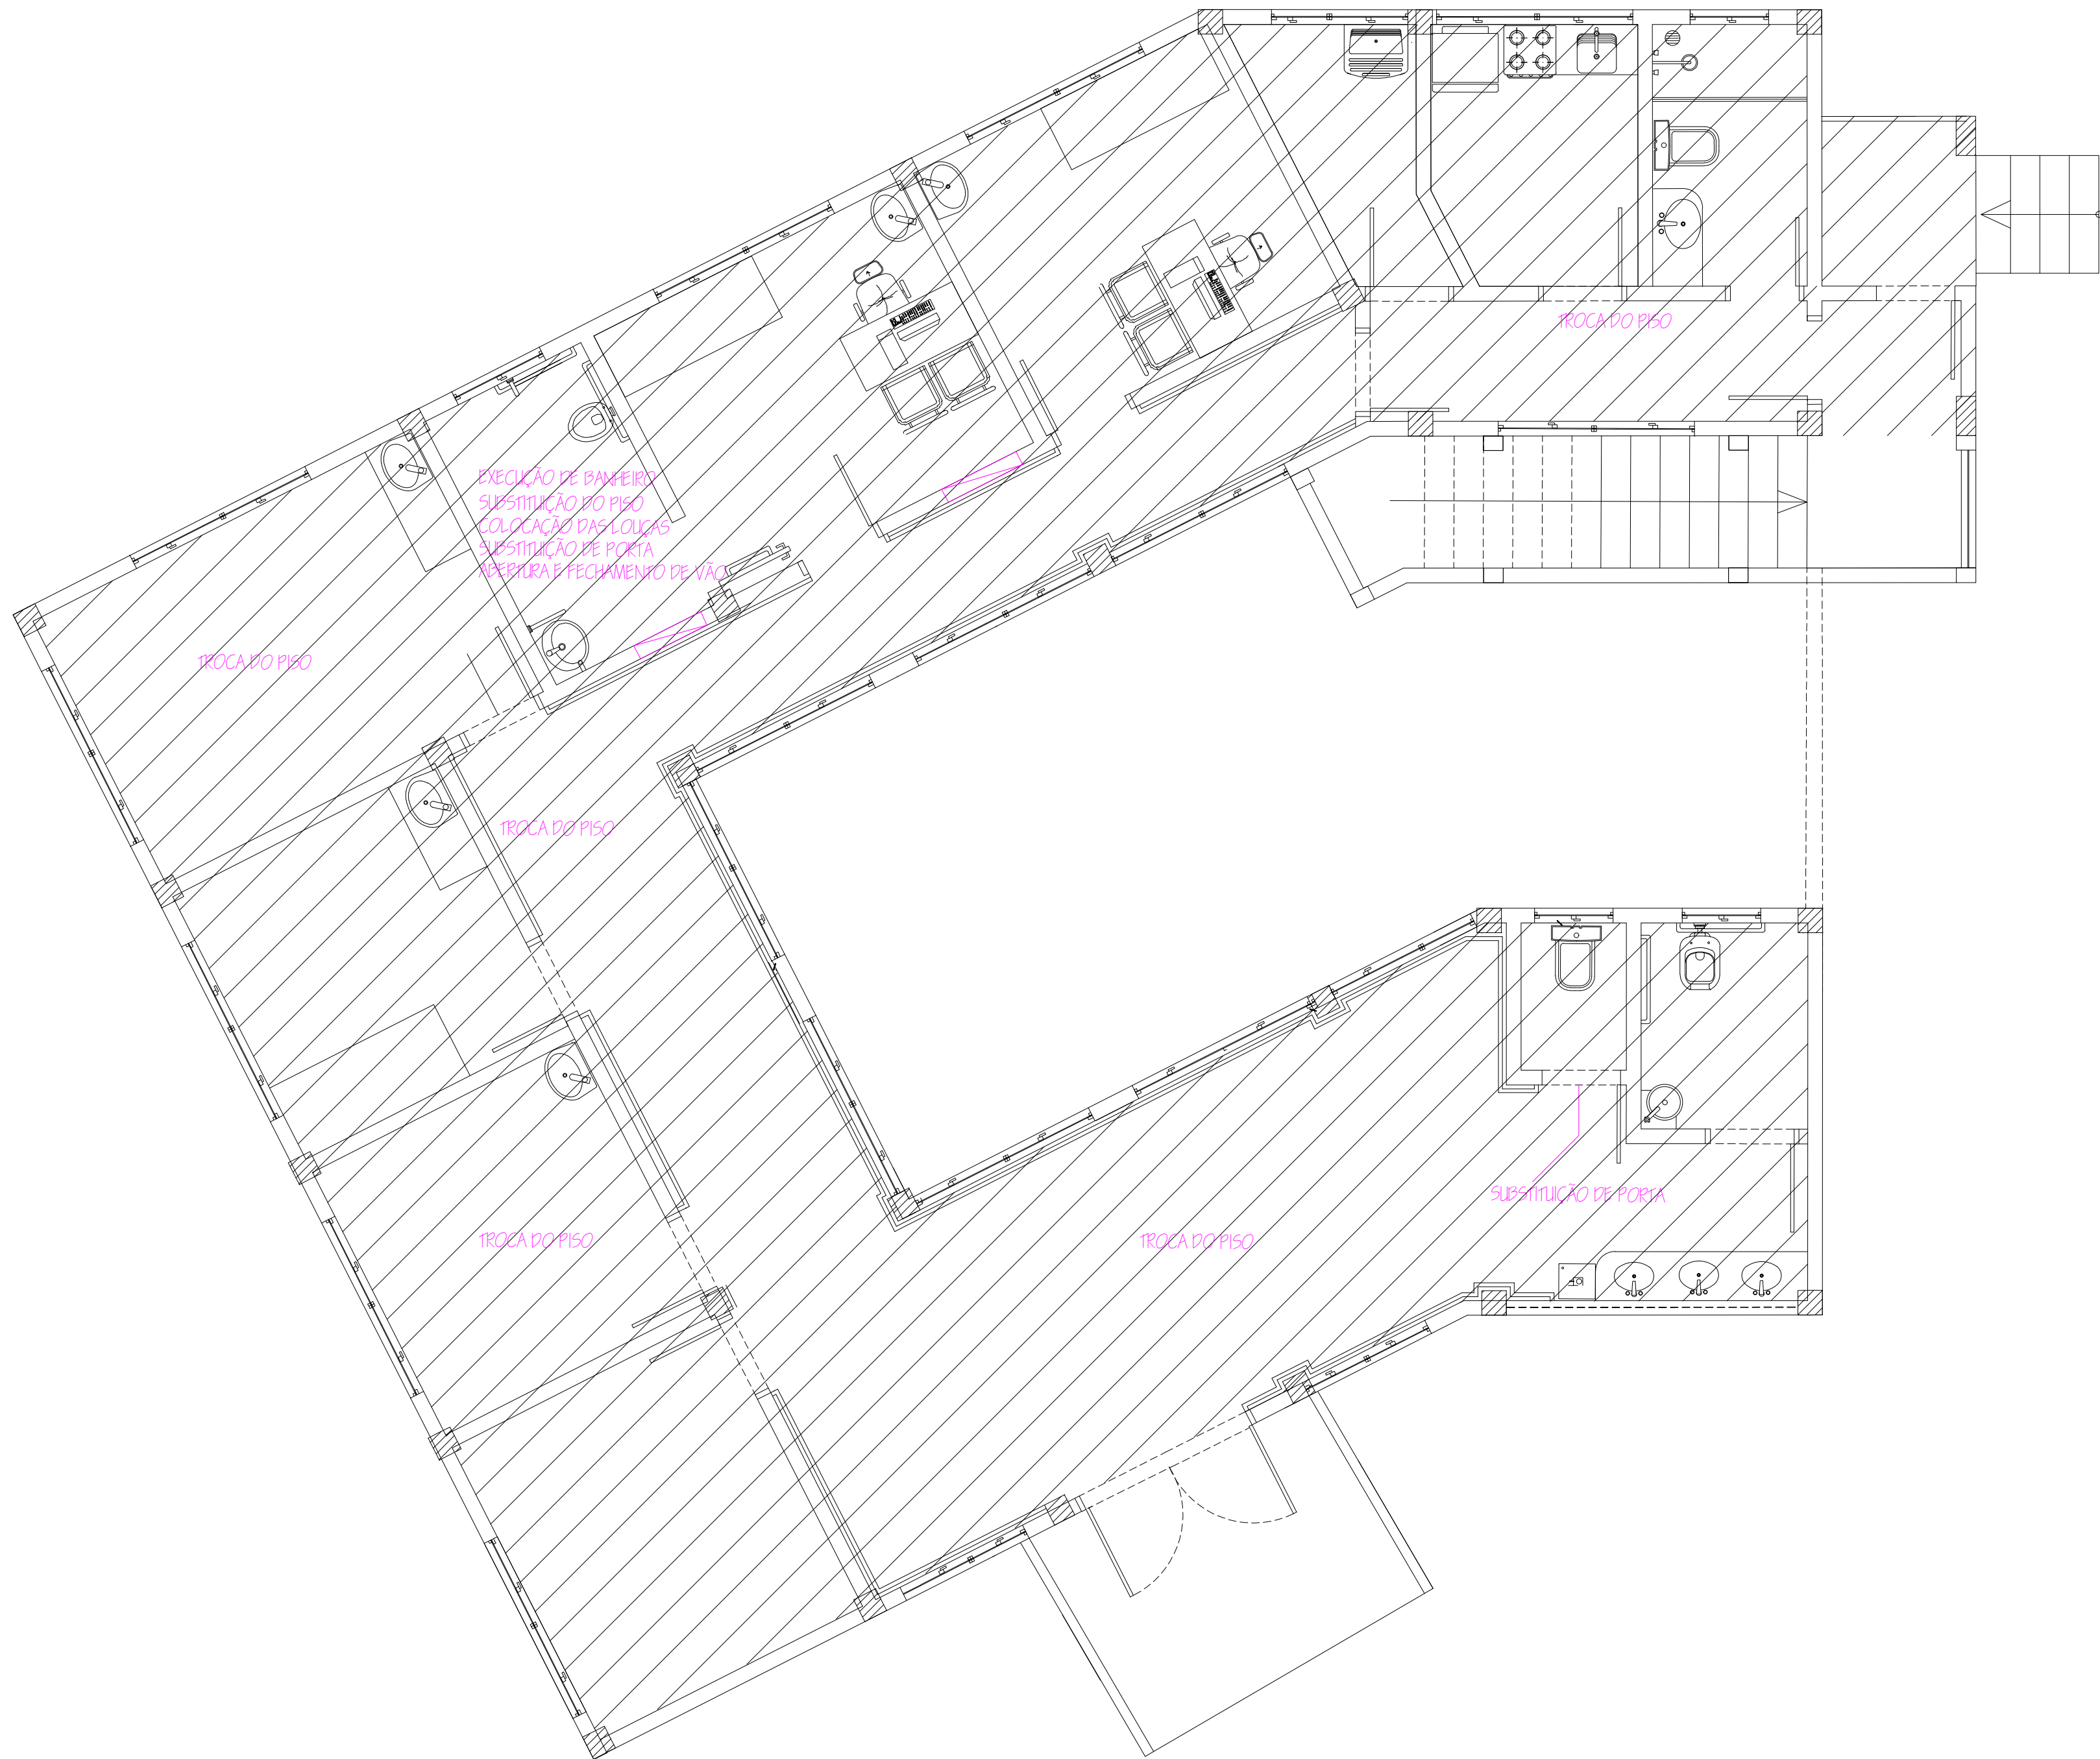 TROCA DO PISO
EXECUÇÃO DE BANHEIRO
SUBSTITUIÇÃO DO PISO
COLOCAÇÃO DAS LOUÇAS
SUBSTITUIÇÃO DE PORTA
ABERTURA E FECHAMENTO DE VÃO
TROCA DO PISO
TROCA DO PISO
SUBSTITUIÇÃO DE PORTA
TROCA DO PISO
TROCA DO PISO